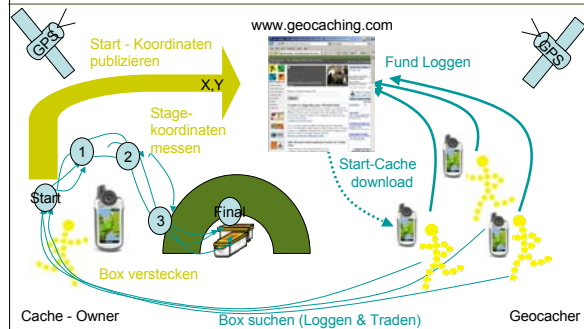 www.geocaching.com
GPS
GPS
Start - Koordinaten
publizieren
X,Y
Fund Loggen
Stage-
koordinaten
messen
1
2
Start-Cache
download
Start
3
Final
Box verstecken
Cache - Owner
Box suchen (Loggen & Traden)
Geocacher